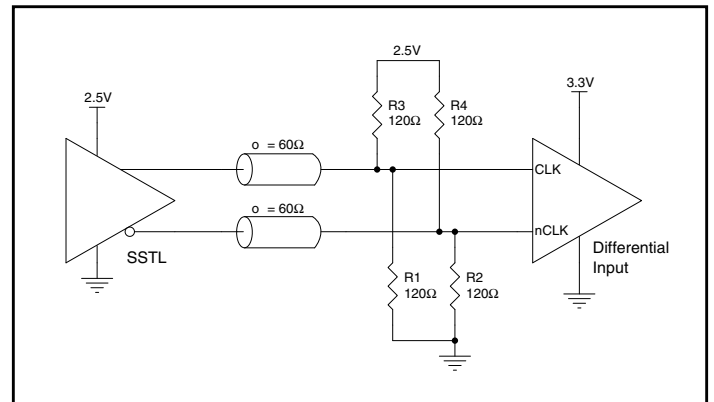 2.5V
3.3V
2.5V
R3
120Ω
R4
120Ω
o = 60Ω
CLK
o = 60Ω
nCLK
SSTL
Differential
Input
R1
120Ω
R2
120Ω